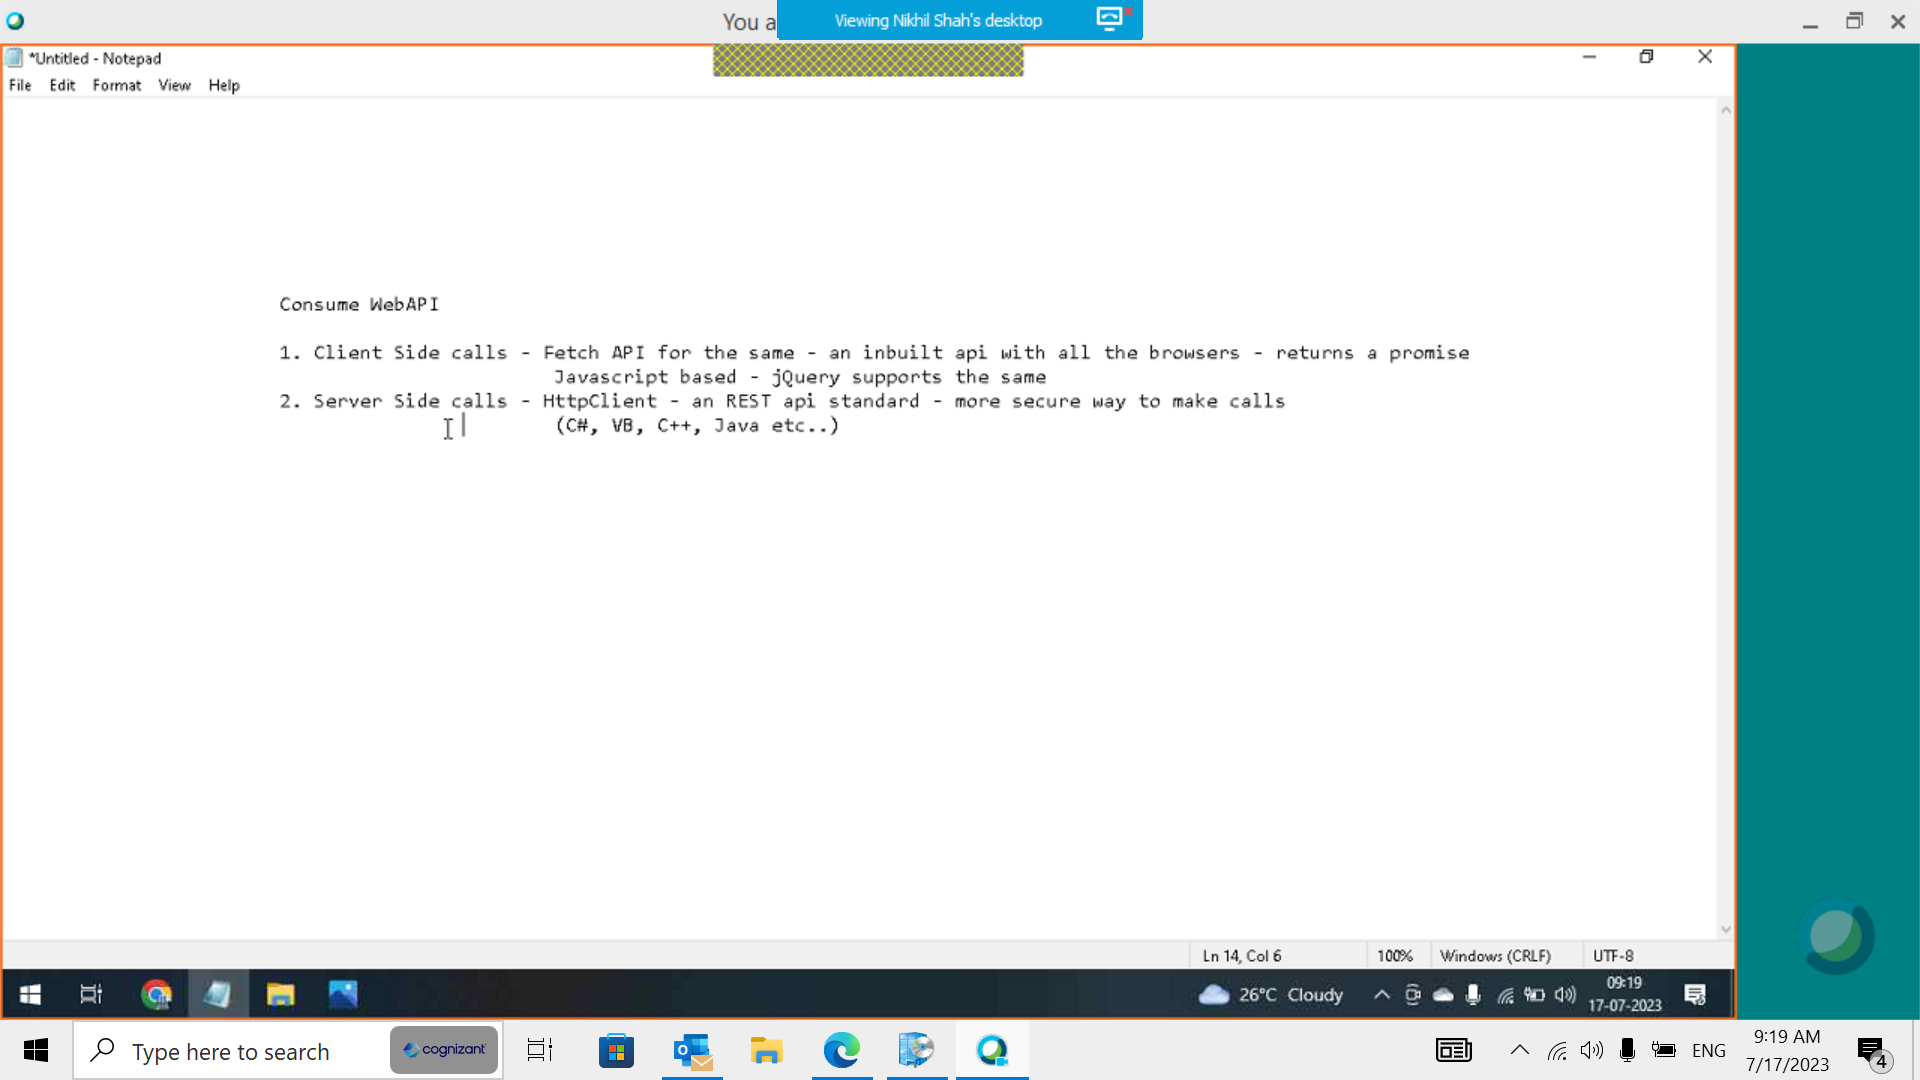 You a
Viewing Nikhil Shah's desktop
*Untitled - Notepad
File Edit Format View Help
Consume WebAPI
1. Client Side calls - Fetch API for the same - an inbuilt api with all the browsers - returns a promise
Javascript based - jQuery supports the same
2. Server Side calls - HttpClient - an REST api standard - more secure way to make calls
(C#, VB, C++, Java etc..)
Ln 14, Col 6 100% Windows (CRLF) UTF-8
26°C Cloudy
09:19
17-07-2023
Type here to search
cognizant
ENG
9:19 AM
7/17/2023
4